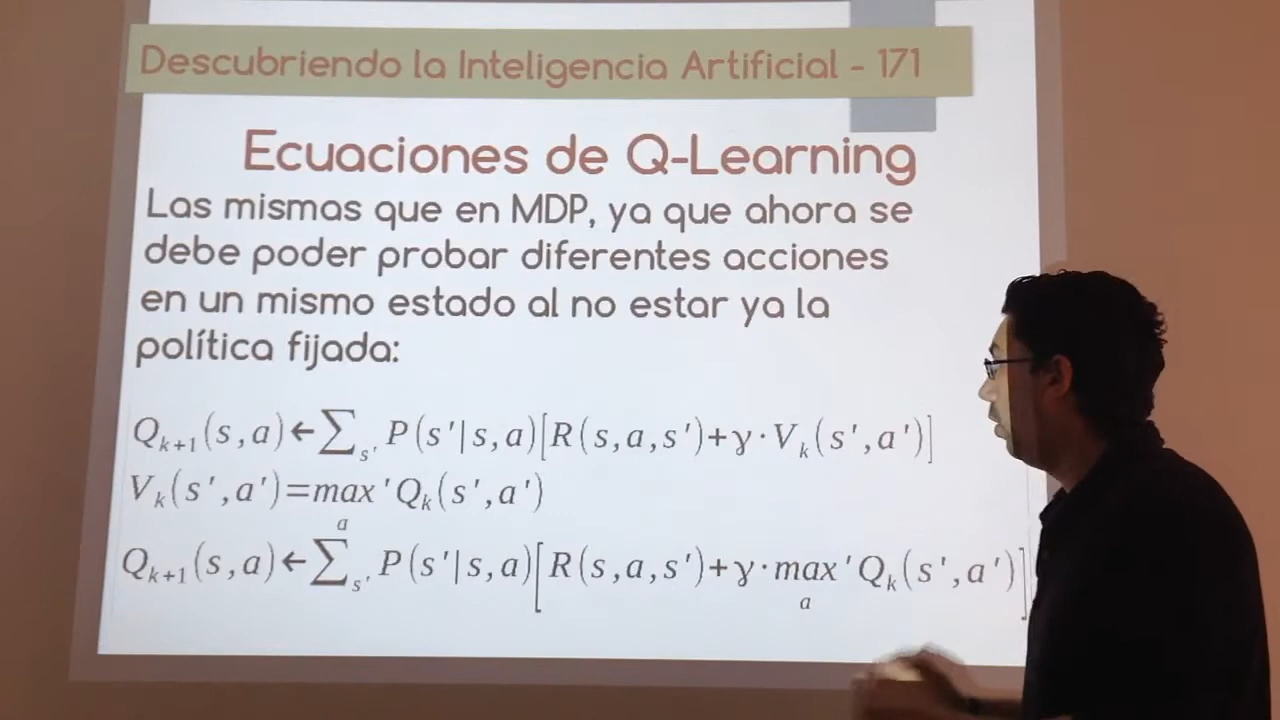 Descubriendo la Inteligencia Artificial - 171
Ecuaciones de Q-Learning
Las mismas que en MDP, ya que ahora se
debe poder probar diferentes acciones
en un mismo estado al no estar ya la
política fijada:
Q_{k+1}(s,a)←∑_{s'} P(s'|s,a)[R(s,a,s')+γ·V_k(s',a')]
V_k(s',a')=max_a 'Q_k(s',a')
Q_{k+1}(s,a)←∑_{s'} P(s'|s,a)[R(s,a,s')+γ·max_a 'Q_k(s',a')]